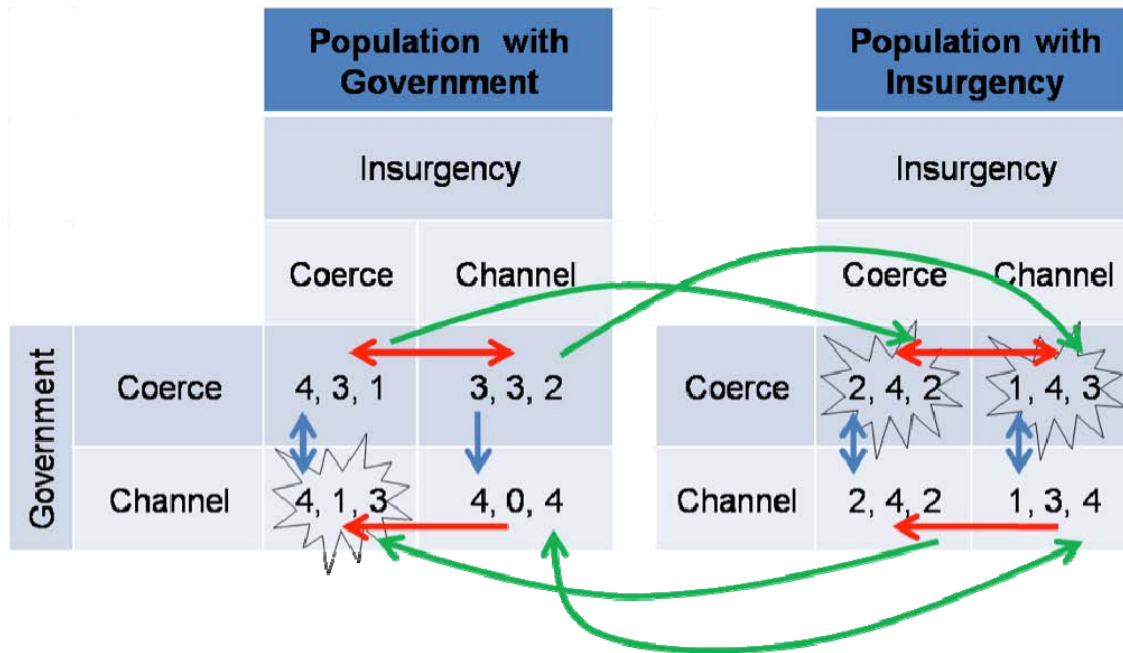 Population with Government
Population with Insurgency
Insurgency
Insurgency
Coerce Channel
Coerce Channel
Government
Coerce 4, 3, 1 3, 3, 2
Coerce 2, 4, 2 1, 4, 3
Channel 4, 1, 3 4, 0, 4
Channel 2, 4, 2 1, 3, 4